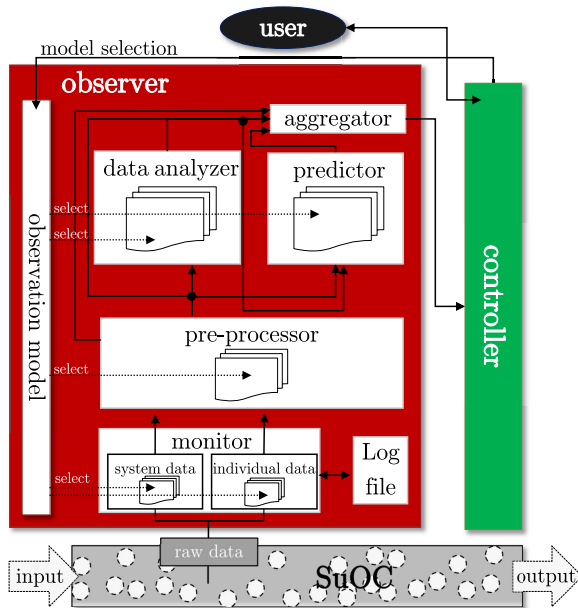 user
model selection
observer
aggregator
data analyzer
predictor
select
select
observation model
controller
pre-processor
select
monitor
system data
individual data
Log
file
select
raw data
input
SuOC
output